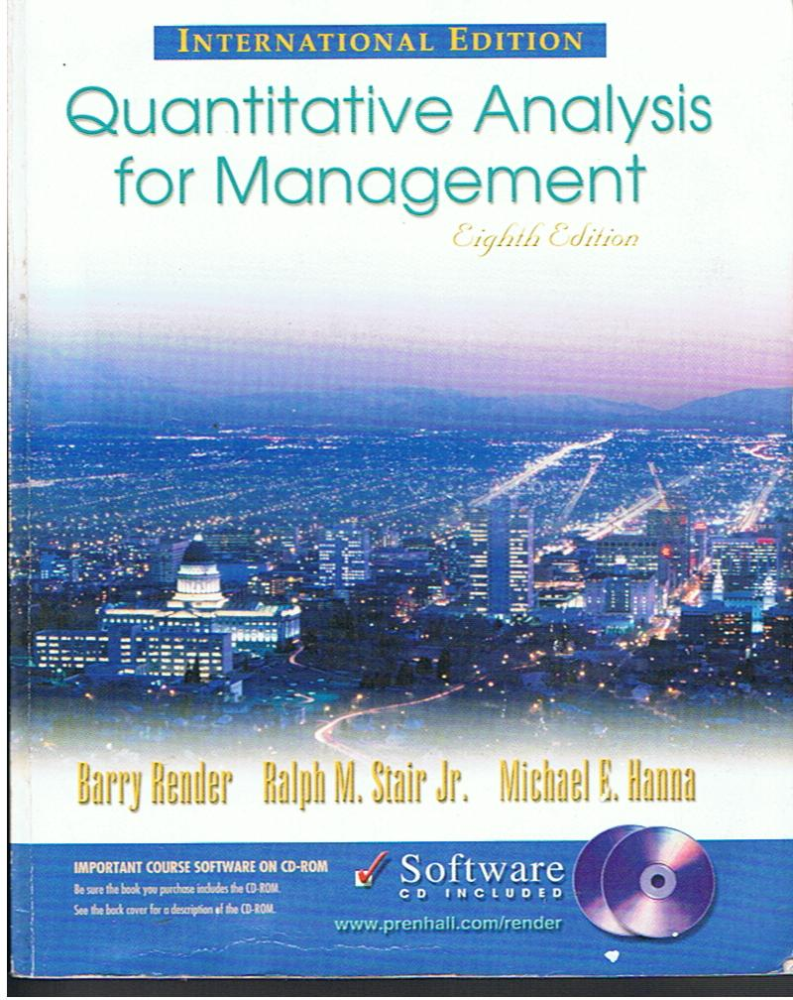 INTERNATIONAL EDITION
Quantitative Analysis
for Management
Eighth Edition
Barry Render Ralph M. Stair Jr. Michael E. Hanna
IMPORTANT COURSE SOFTWARE ON CD-ROM
Be sure the book you purchase includes the CD-ROM.
See the back cover for a description of the CD-ROM.
Software
CD INCLUDED
www.prenhall.com/render